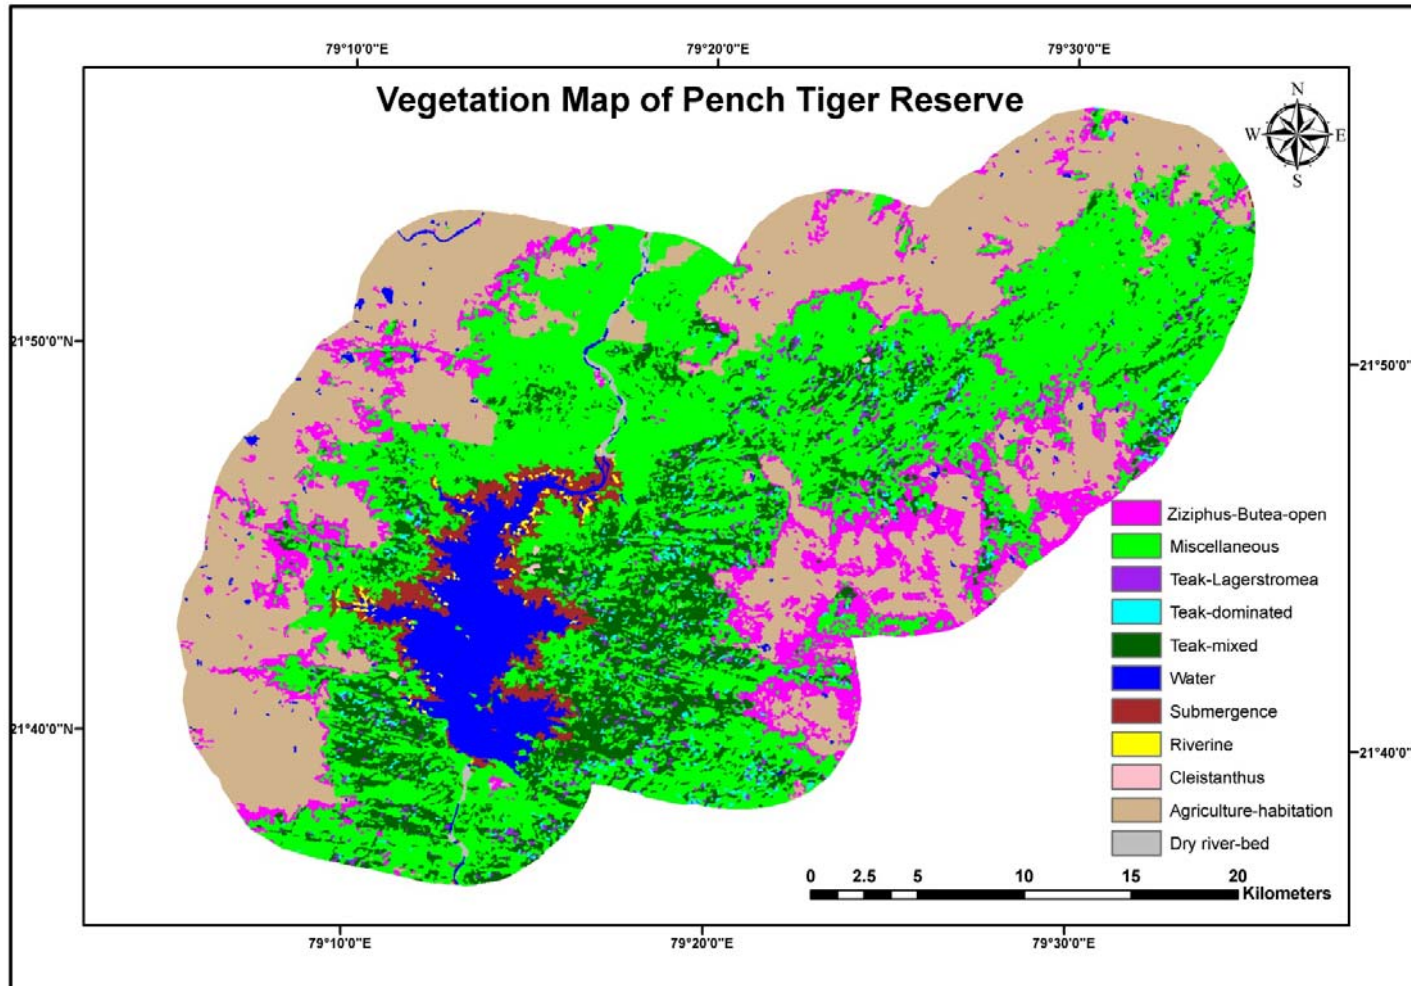 79°10'0"E 79°20'0"E 79°30'0"E
Vegetation Map of Pench Tiger Reserve
N
W E
S
21°50'0"N
21°50'0"
21°40'0"N
21°40'0"
Ziziphus-Butea-open
Miscellaneous
Teak-Lagerstromea
Teak-dominated
Teak-mixed
Water
Submergence
Riverine
Cleistanthus
Agriculture-habitation
Dry river-bed
0 2.5 5 10 15 20
Kilometers
79°10'0"E 79°20'0"E 79°30'0"E